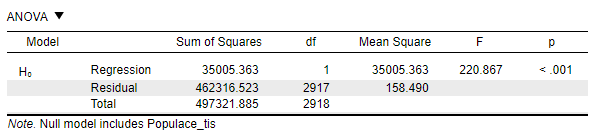 ANOVA ▼
Model Sum of Squares df Mean Square F p
H₀ Regression 35005.363 1 35005.363 220.867 < .001
Residual 462316.523 2917 158.490
Total 497321.885 2918
Note. Null model includes Populace_tis